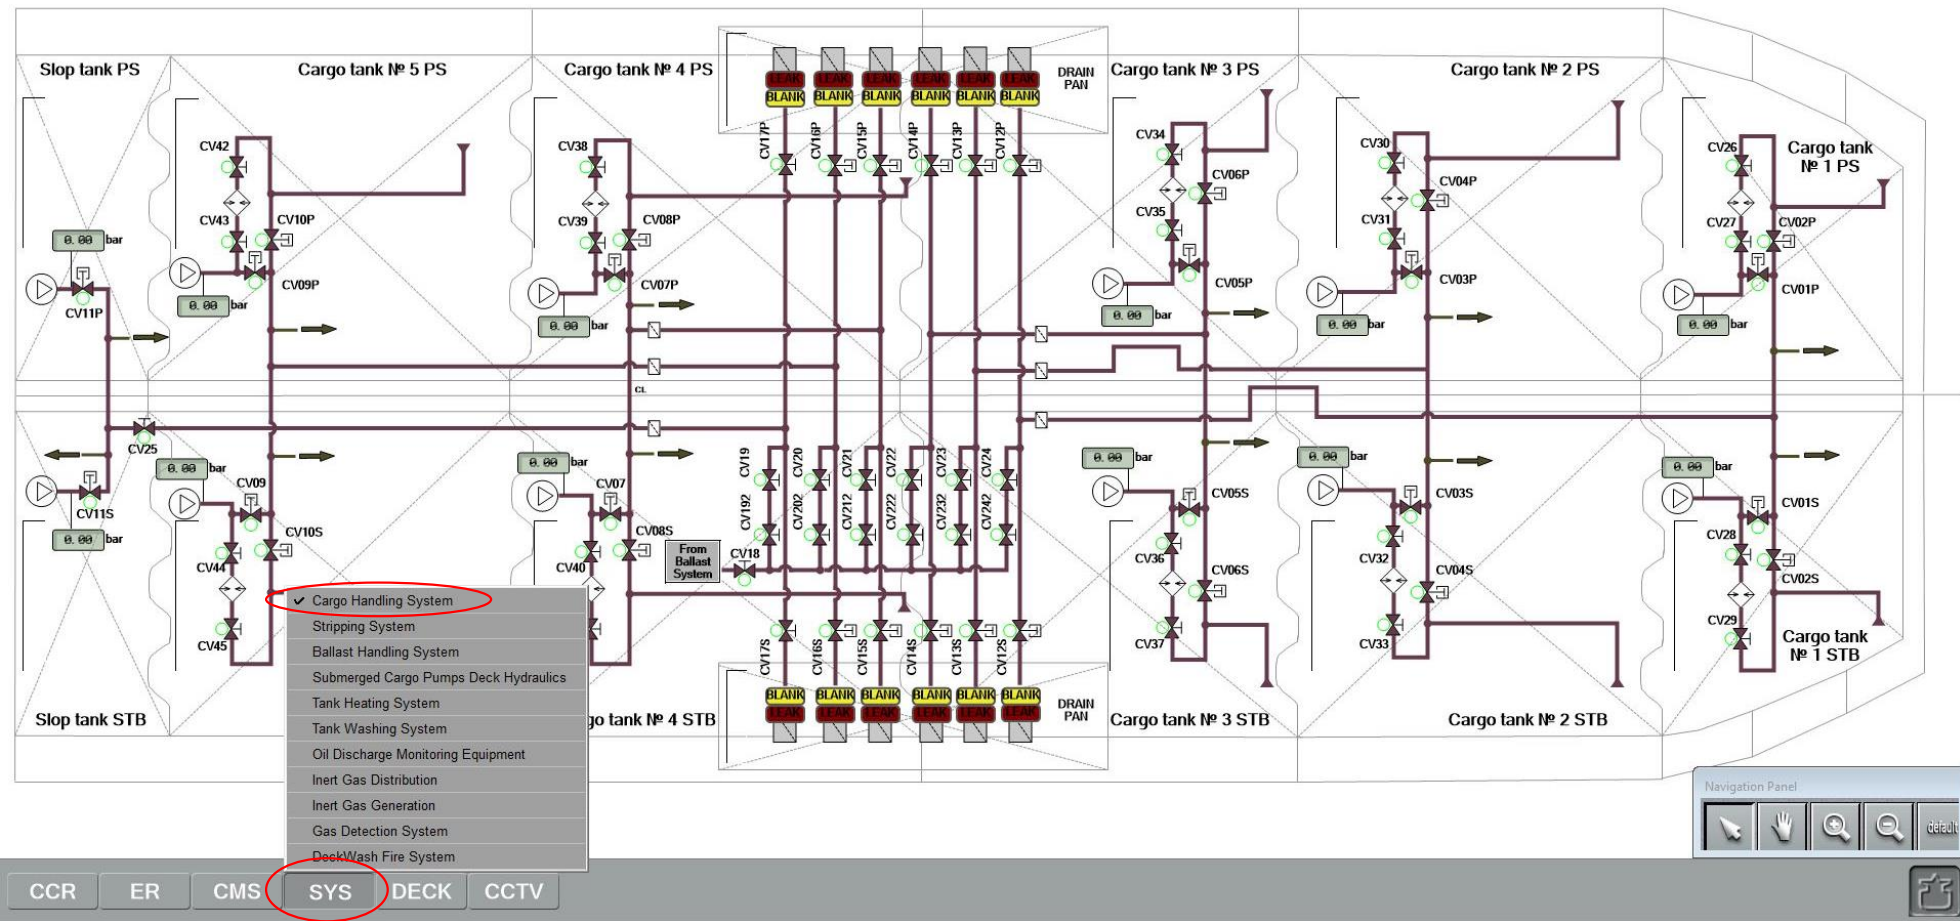 Slop tank PS
Cargo tank № 5 PS
Cargo tank № 4 PS
DRAIN
PAN
Cargo tank № 3 PS
Cargo tank № 2 PS
Cargo tank
№ 1 PS
LEAK LEAK LEAK LEAK LEAK LEAK
BLANK BLANK BLANK BLANK BLANK BLANK
CV17P CV16P CV15P CV14P CV13P CV12P
CV42
CV43
CV10P
CV09P
0.00 bar
CV38
CV39
CV08P
CV07P
0.00 bar
CV34
CV35
CV06P
CV05P
0.00 bar
CV30
CV31
CV04P
CV03P
0.00 bar
CV26
CV27
CV02P
CV01P
0.00 bar
0.00 bar
CV11P
CL
CV25
CV11S
0.00 bar
0.00 bar
CV09
CV10S
CV44
CV45
0.00 bar
CV07
CV08S
CV40
From
Ballast
System
CV18
CV19 CV20 CV21 CV22 CV23 CV24
CV192 CV202 CV212 CV222 CV232 CV242
0.00 bar
CV05S
CV36
CV06S
CV37
0.00 bar
CV03S
CV32
CV04S
CV33
0.00 bar
CV01S
CV28
CV02S
CV29
CV17S CV16S CV15S CV14S CV13S CV12S
BLANK BLANK BLANK BLANK BLANK BLANK
LEAK LEAK LEAK LEAK LEAK LEAK
DRAIN
PAN
Slop tank STB
go tank № 4 STB
Cargo tank № 3 STB
Cargo tank № 2 STB
Cargo tank
№ 1 STB
Cargo Handling System
Stripping System
Ballast Handling System
Submerged Cargo Pumps Deck Hydraulics
Tank Heating System
Tank Washing System
Oil Discharge Monitoring Equipment
Inert Gas Distribution
Inert Gas Generation
Gas Detection System
DeckWash Fire System
Navigation Panel
default
CCR ER CMS SYS DECK CCTV